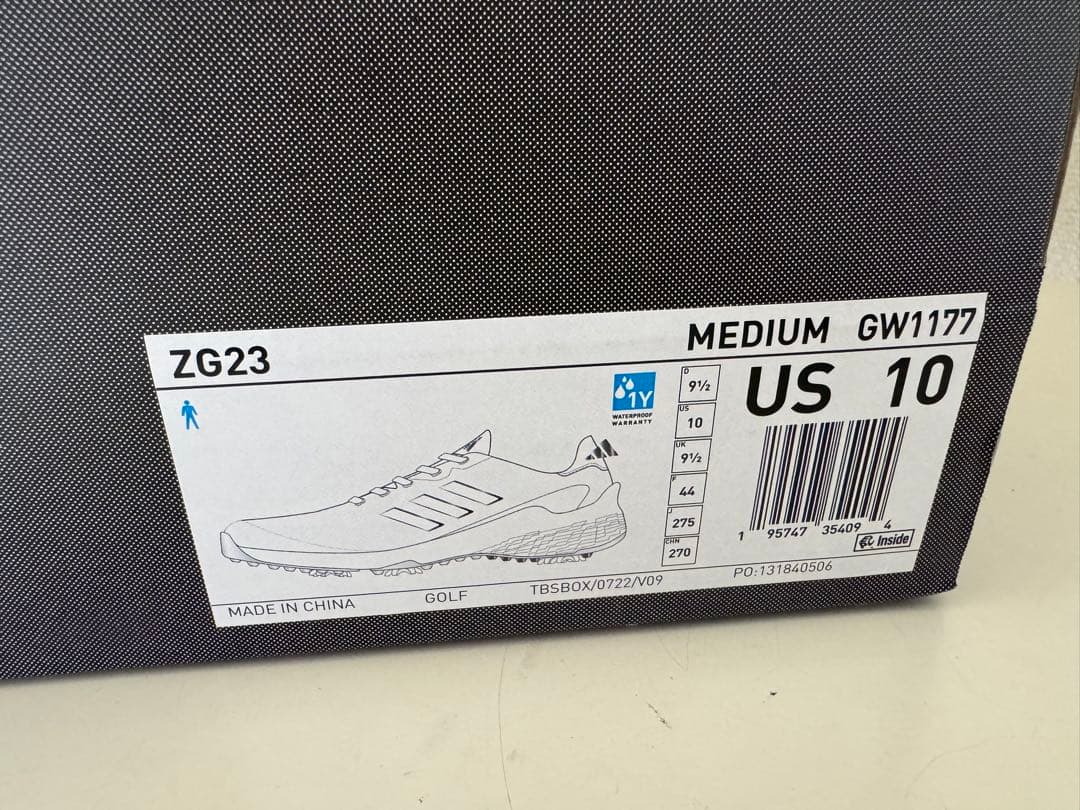 ZG23
MEDIUM GW1177
US 10
1Y
WATERPROOF
WARRANTY
D
9½
US
10
UK
9½
F
44
J
275
CHN
270
1 95747 35409 4
Inside
MADE IN CHINA
GOLF
TBSBOX/0722/V09
PO:131840506